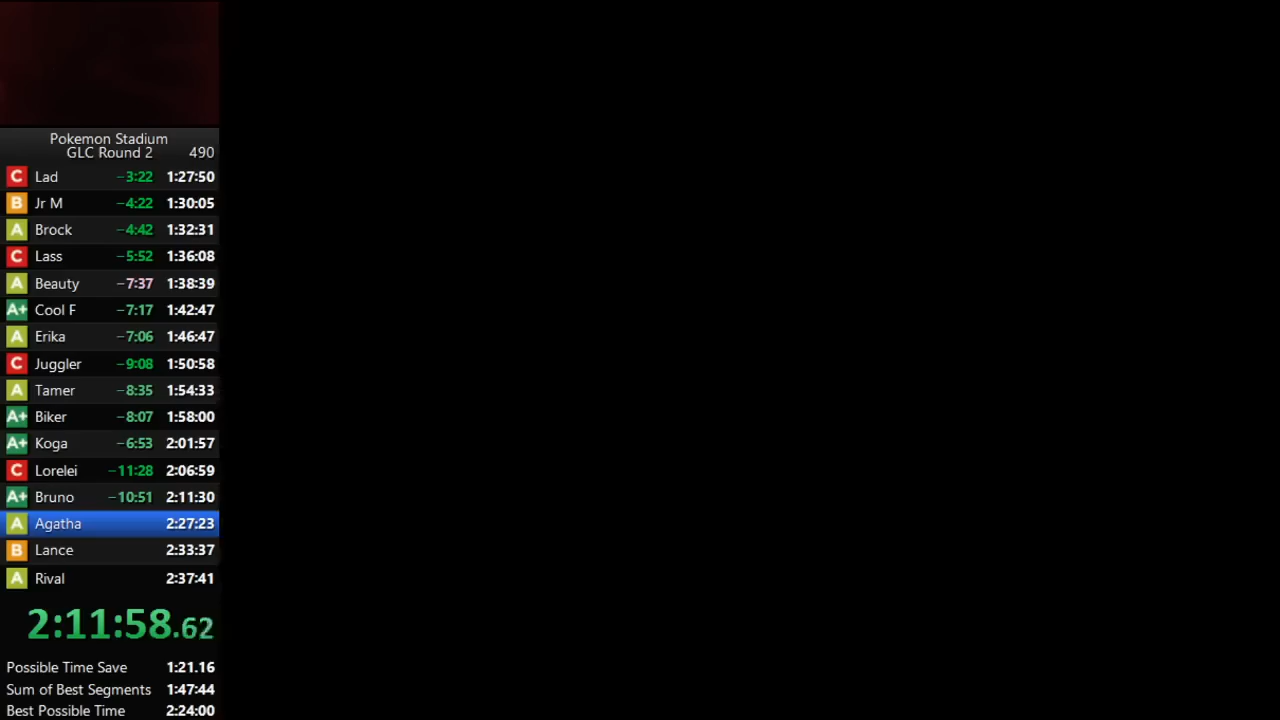 Pokemon Stadium
GLC Round 2 490
C Lad −3:22 1:27:50
B Jr M −4:22 1:30:05
A Brock −4:42 1:32:31
C Lass −5:52 1:36:08
A Beauty −7:37 1:38:39
A+ Cool F −7:17 1:42:47
A Erika −7:06 1:46:47
C Juggler −9:08 1:50:58
A Tamer −8:35 1:54:33
A+ Biker −8:07 1:58:00
A+ Koga −6:53 2:01:57
C Lorelei −11:28 2:06:59
A+ Bruno −10:51 2:11:30
A Agatha 2:27:23
B Lance 2:33:37
A Rival 2:37:41
2:11:58.62
Possible Time Save 1:21.16
Sum of Best Segments 1:47:44
Best Possible Time 2:24:00